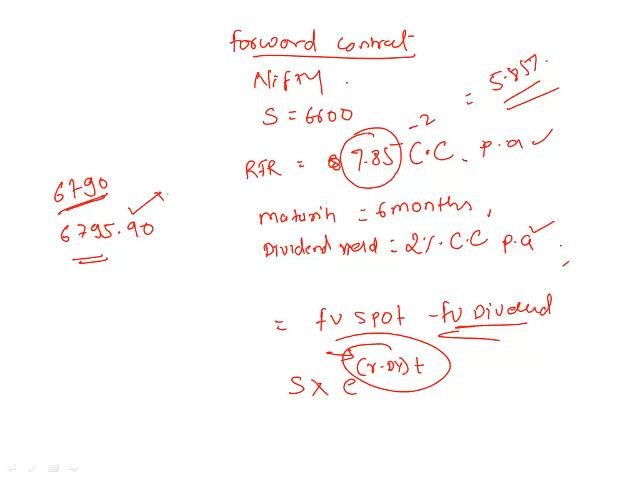 forward contract
Nifty
S = 6600
RFR = 7.85 - 2 C.C. p.a = 5.85%
maturity = 6 months,
Dividend yield = 2% C.C p.a
6790
6795.90
= fv spot - fv Dividend
S x e (r-DY) t